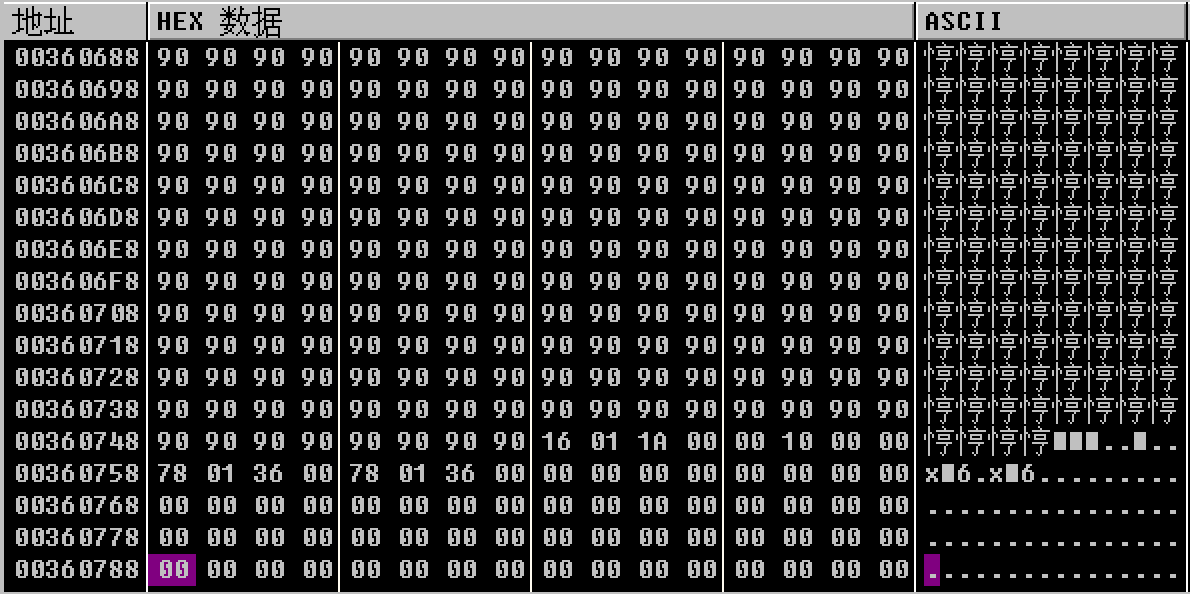 地址 HEX 数据 ASCII
00360688 90 90 90 90 90 90 90 90 90 90 90 90 90 90 90 90 悙悙悙悙悙悙悙悙
00360698 90 90 90 90 90 90 90 90 90 90 90 90 90 90 90 90 悙悙悙悙悙悙悙悙
003606A8 90 90 90 90 90 90 90 90 90 90 90 90 90 90 90 90 悙悙悙悙悙悙悙悙
003606B8 90 90 90 90 90 90 90 90 90 90 90 90 90 90 90 90 悙悙悙悙悙悙悙悙
003606C8 90 90 90 90 90 90 90 90 90 90 90 90 90 90 90 90 悙悙悙悙悙悙悙悙
003606D8 90 90 90 90 90 90 90 90 90 90 90 90 90 90 90 90 悙悙悙悙悙悙悙悙
003606E8 90 90 90 90 90 90 90 90 90 90 90 90 90 90 90 90 悙悙悙悙悙悙悙悙
003606F8 90 90 90 90 90 90 90 90 90 90 90 90 90 90 90 90 悙悙悙悙悙悙悙悙
00360708 90 90 90 90 90 90 90 90 90 90 90 90 90 90 90 90 悙悙悙悙悙悙悙悙
00360718 90 90 90 90 90 90 90 90 90 90 90 90 90 90 90 90 悙悙悙悙悙悙悙悙
00360728 90 90 90 90 90 90 90 90 90 90 90 90 90 90 90 90 悙悙悙悙悙悙悙悙
00360738 90 90 90 90 90 90 90 90 90 90 90 90 90 90 90 90 悙悙悙悙悙悙悙悙
00360748 90 90 90 90 90 90 90 90 16 01 1A 00 00 10 00 00 悙悙悙悙■■■..■..
00360758 78 01 36 00 78 01 36 00 00 00 00 00 00 00 00 00 x■6.x■6.........
00360768 00 00 00 00 00 00 00 00 00 00 00 00 00 00 00 00 ................
00360778 00 00 00 00 00 00 00 00 00 00 00 00 00 00 00 00 ................
00360788 00 00 00 00 00 00 00 00 00 00 00 00 00 00 00 00 ................